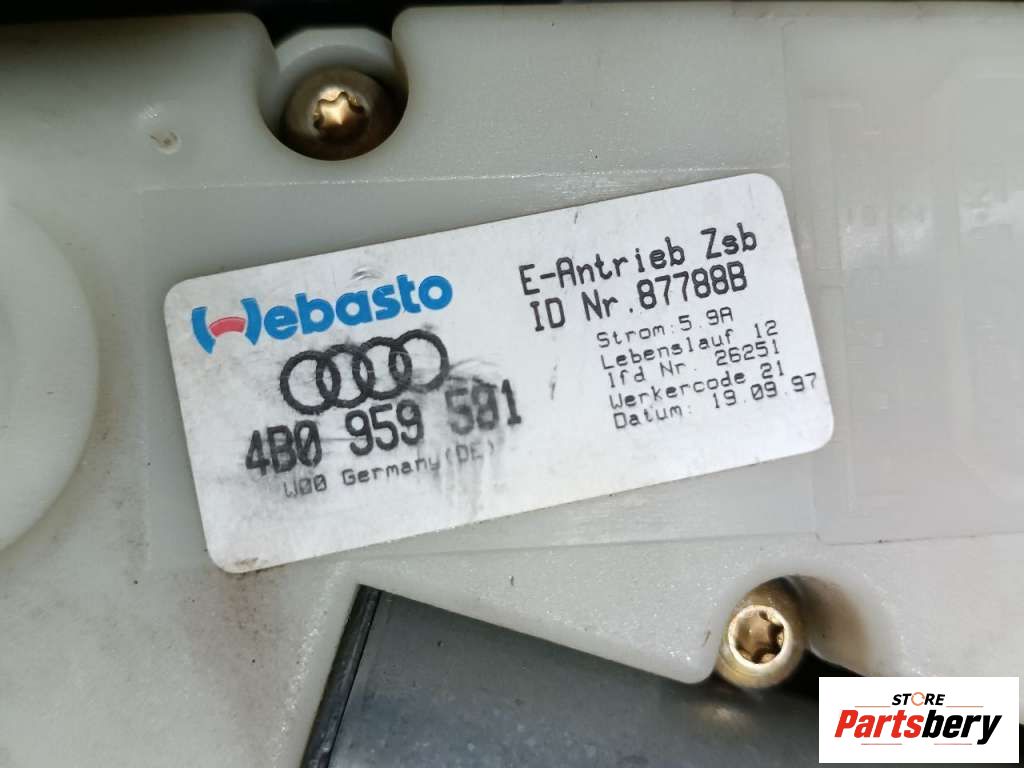 Webasto
4B0 959 591
W00 Germany(DE)
E-Antrieb Zsb
ID Nr.87788B
Strom:5.9A
Lebenslauf 12
lfd Nr. 26251
Werkercode 21
Datum: 19.09.97
STORE
Partsbery